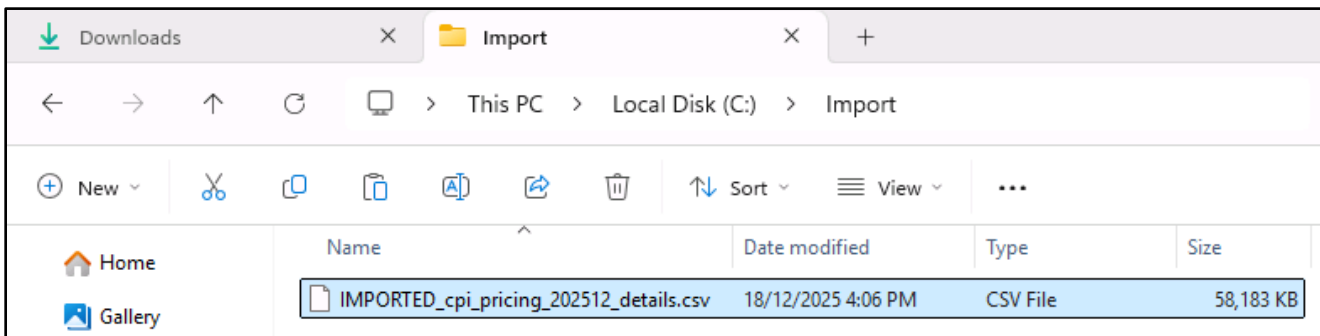 Downloads
Import
This PC > Local Disk (C:) > Import
New
Sort
View
Name Date modified Type Size
Home
IMPORTED_cpi_pricing_202512_details.csv 18/12/2025 4:06 PM CSV File 58,183 KB
Gallery